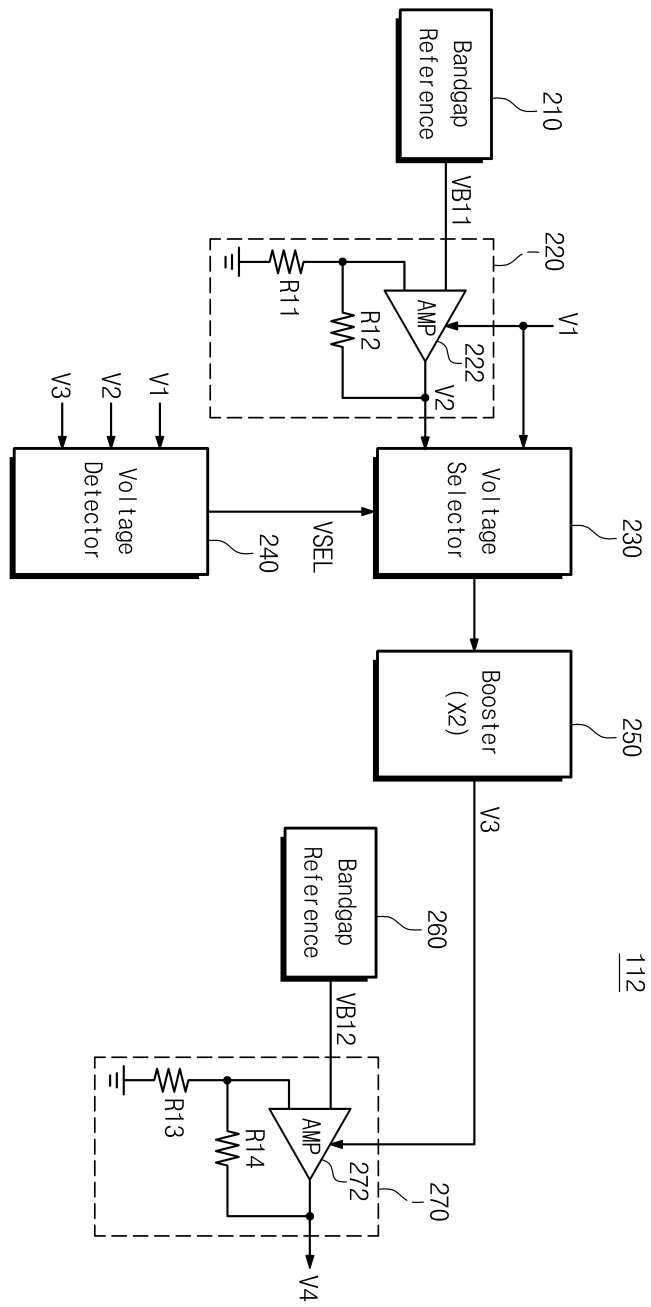 112
Bandgap
Reference
210
VB11
220
V1
AMP
222
R11
R12
V2
Voltage
Selector
230
V1
V2
V3
Voltage
Detector
240
VSEL
Booster
(X2)
250
V3
Bandgap
Reference
260
VB12
AMP
272
270
R13
R14
V4